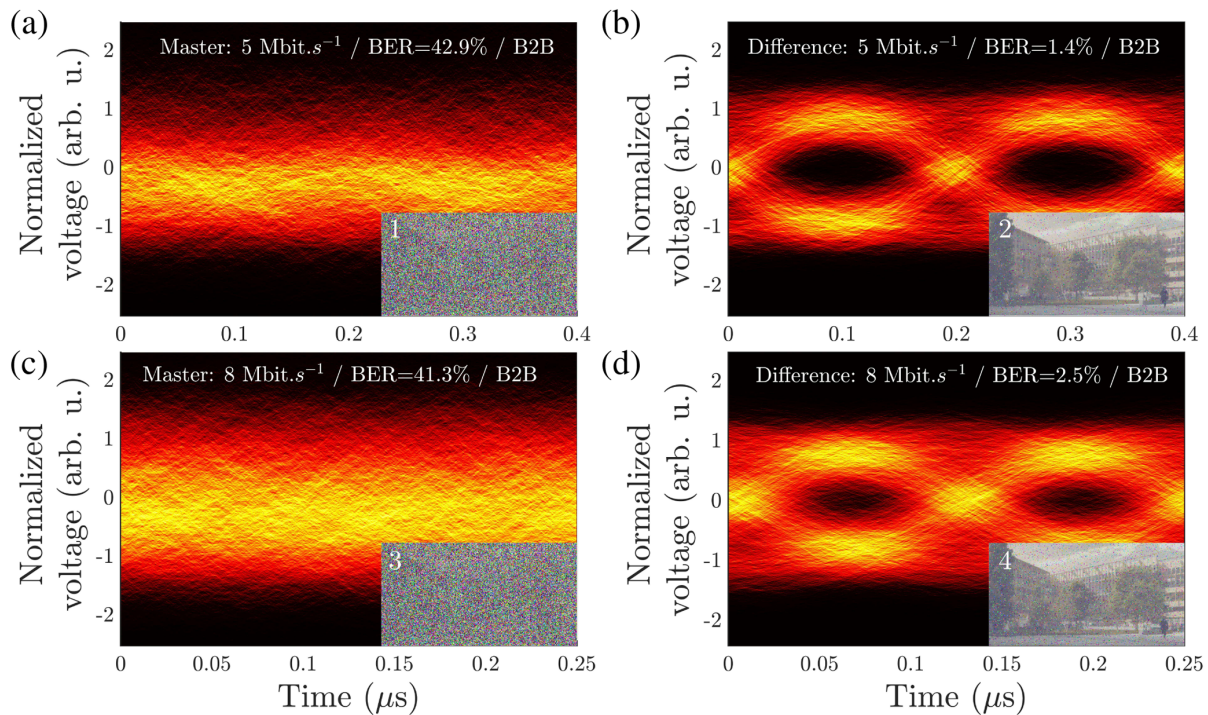 (a)
Master: 5 Mbit.s⁻¹ / BER=42.9% / B2B
Normalized
voltage (arb. u.)
2
1
0
-1
-2
1
0
0.1
0.2
0.3
0.4
(b)
Difference: 5 Mbit.s⁻¹ / BER=1.4% / B2B
Normalized
voltage (arb. u.)
2
1
0
-1
-2
2
0
0.1
0.2
0.3
0.4
(c)
Master: 8 Mbit.s⁻¹ / BER=41.3% / B2B
Normalized
voltage (arb. u.)
2
1
0
-1
-2
3
0
0.05
0.1
0.15
0.2
0.25
Time (μs)
(d)
Difference: 8 Mbit.s⁻¹ / BER=2.5% / B2B
Normalized
voltage (arb. u.)
2
1
0
-1
-2
4
0
0.05
0.1
0.15
0.2
0.25
Time (μs)